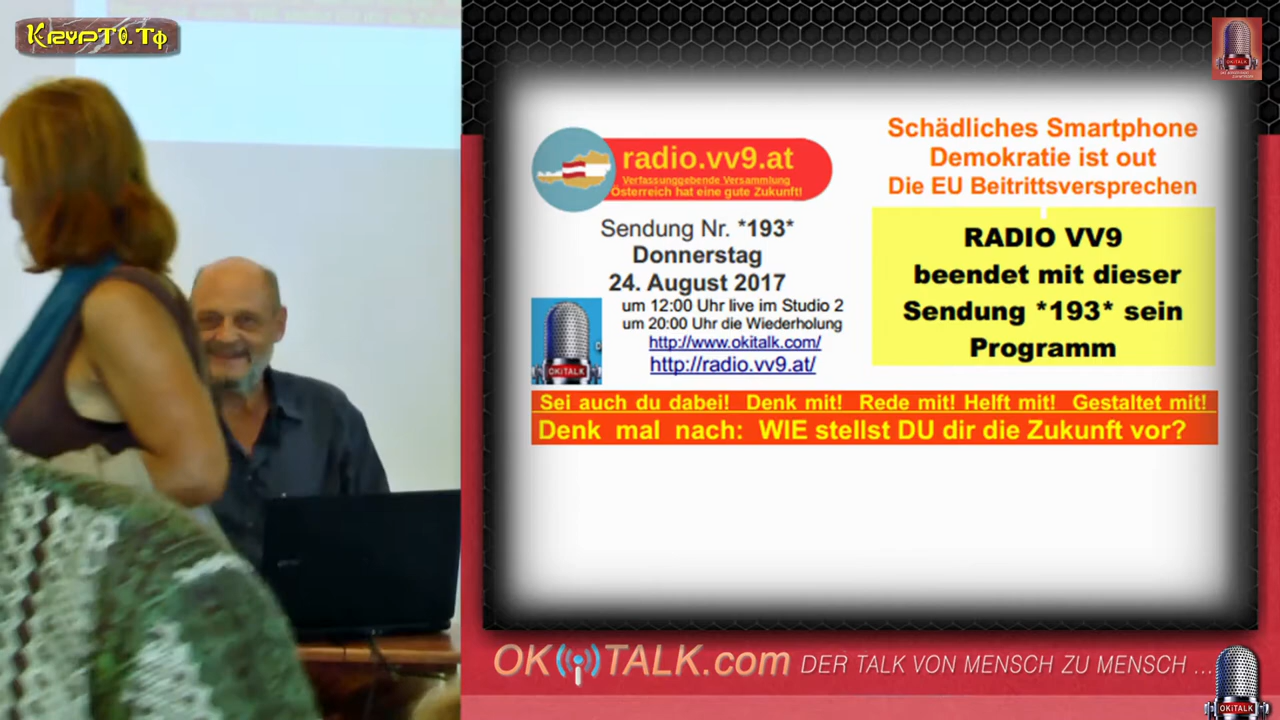 KrypT0.Tφ
OKiTALK
radio.vv9.at
Verfassunggebende Versammlung
Österreich hat eine gute Zukunft!
Sendung Nr. *193*
Donnerstag
24. August 2017
um 12:00 Uhr live im Studio 2
um 20:00 Uhr die Wiederholung
http://www.okitalk.com/
http://radio.vv9.at/
OKiTALK
Schädliches Smartphone
Demokratie ist out
Die EU Beitrittsversprechen
RADIO VV9
beendet mit dieser
Sendung *193* sein
Programm
Sei auch du dabei! Denk mit! Rede mit! Helft mit! Gestaltet mit!
Denk mal nach: WIE stellst DU dir die Zukunft vor?
OKiTALK.com DER TALK VON MENSCH ZU MENSCH ...
OKiTALK